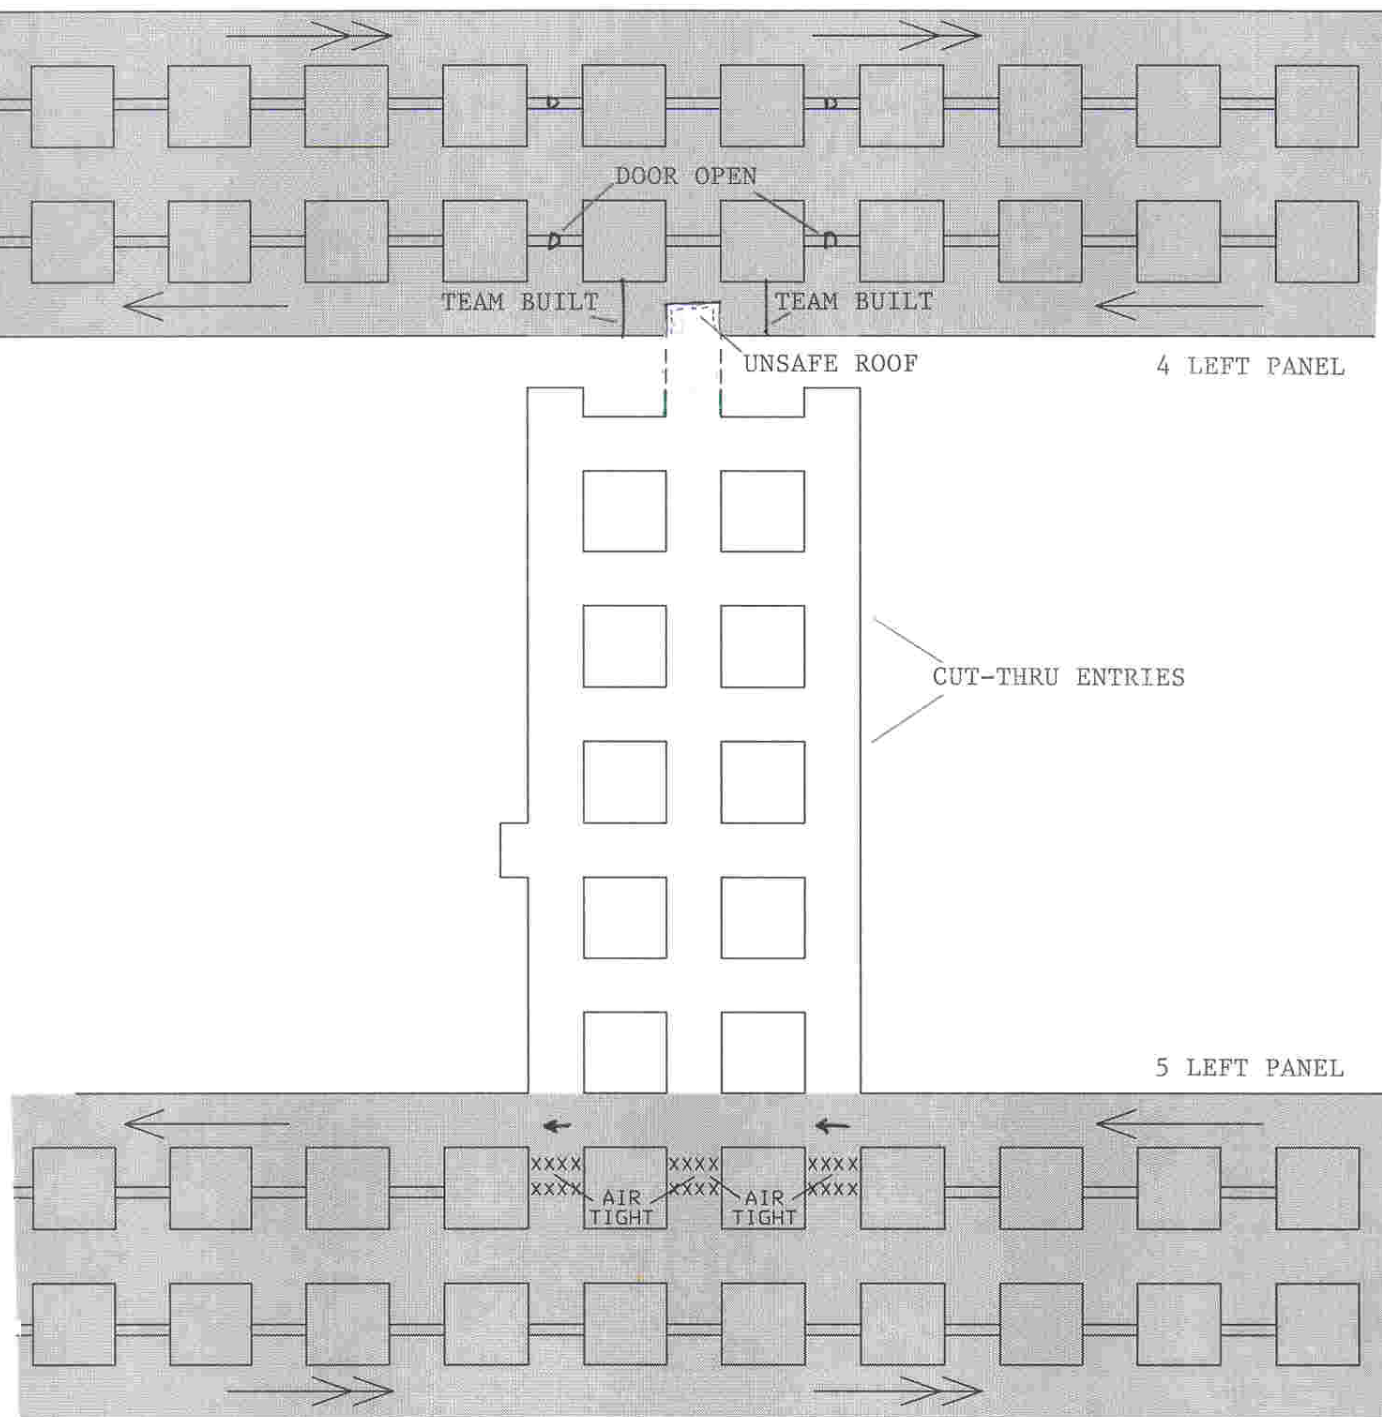 D D
DOOR OPEN
D D
TEAM BUILT TEAM BUILT
UNSAFE ROOF
4 LEFT PANEL
CUT-THRU ENTRIES
5 LEFT PANEL
XXXX XXXX XXXX
XXXX XXXX XXXX
AIR AIR
TIGHT TIGHT